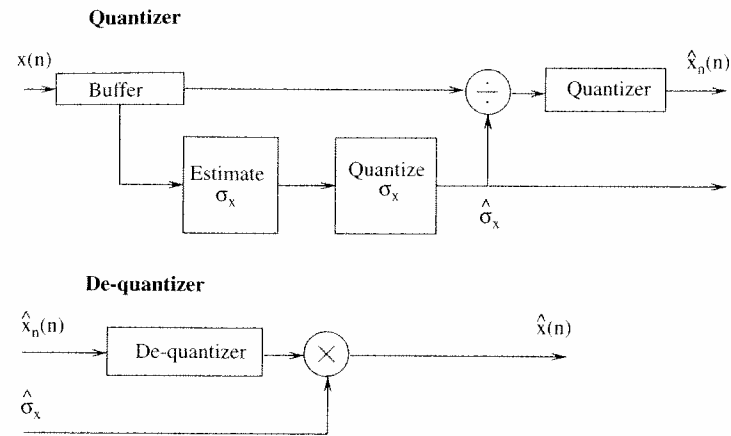 Quantizer
x(n)
Buffer
÷
Quantizer
x̂ₙ(n)
Estimate
σₓ
Quantize
σₓ
σ̂ₓ
De-quantizer
x̂ₙ(n)
De-quantizer
×
x̂(n)
σ̂ₓ